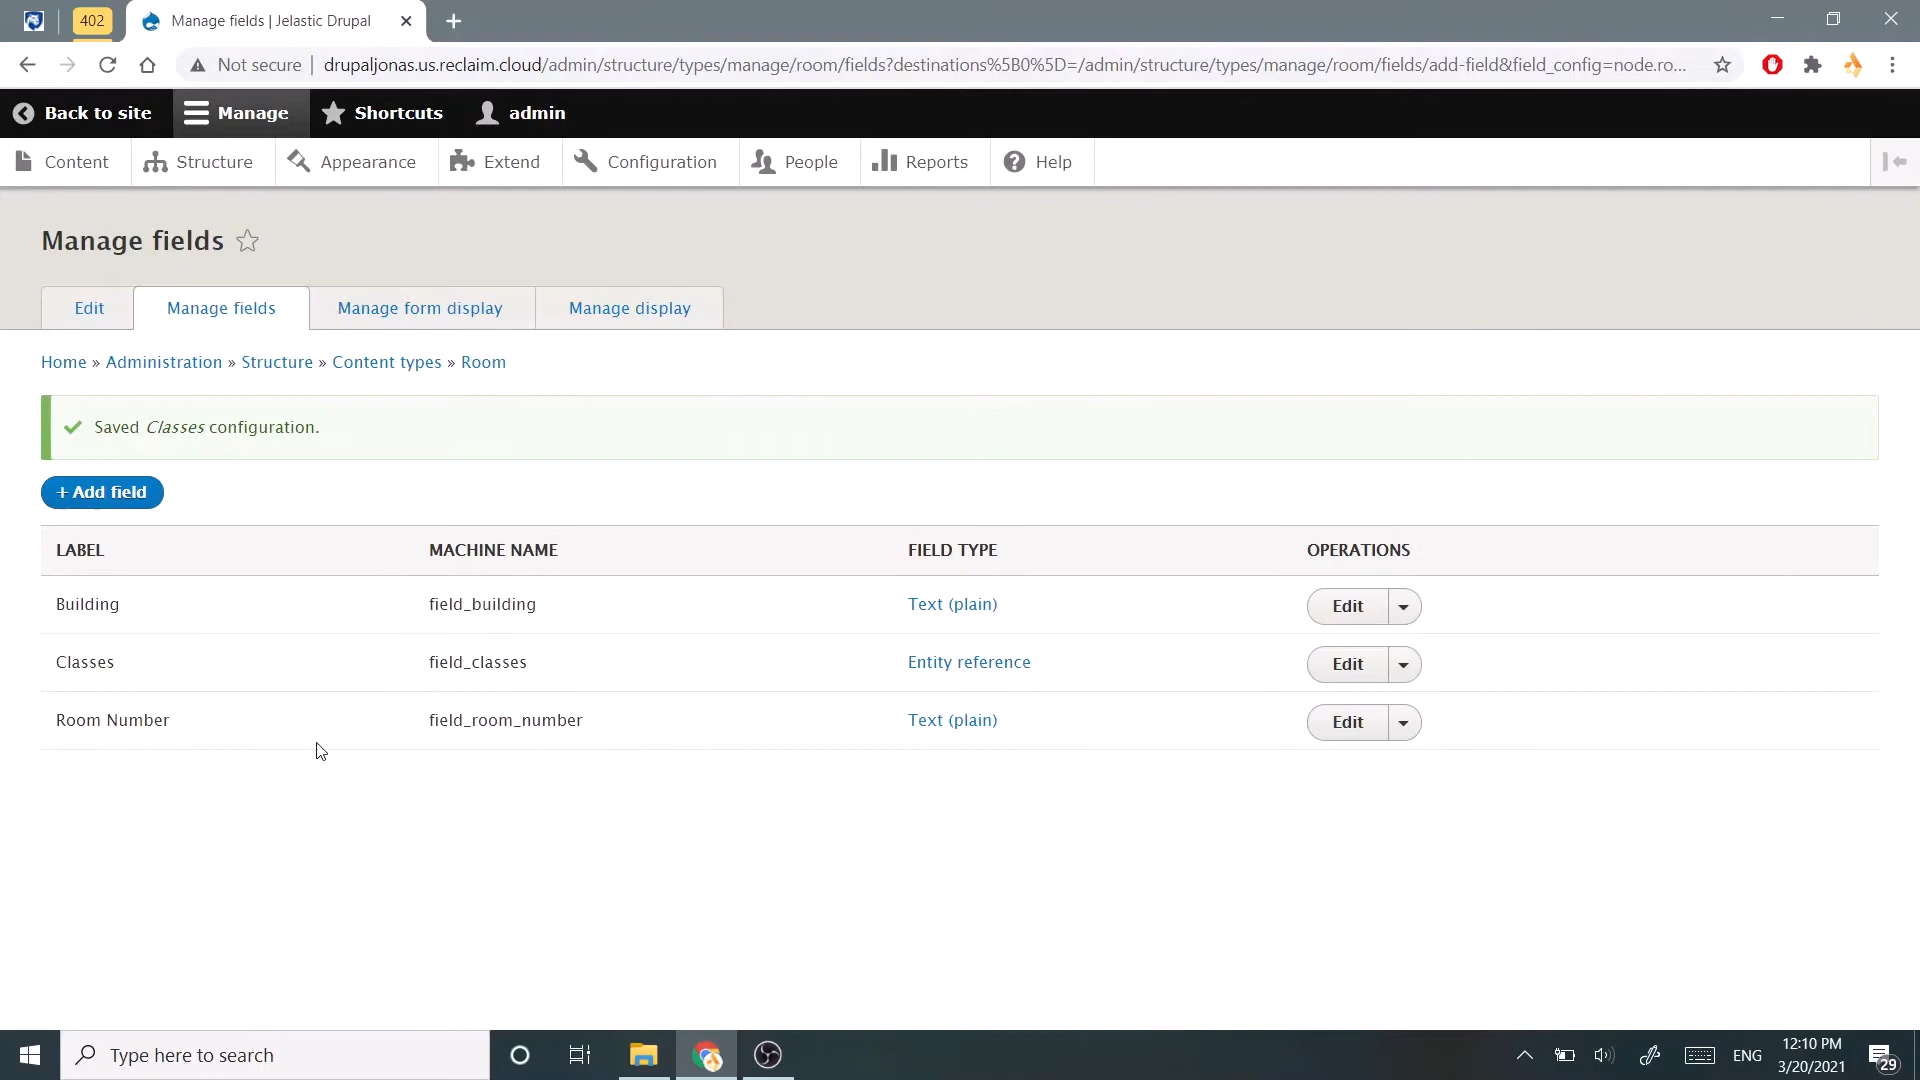 402
Manage fields | Jelastic Drupal
Not secure | drupaljonas.us.reclaim.cloud/admin/structure/types/manage/room/fields?destinations%5B0%5D=/admin/structure/types/manage/room/fields/add-field&field_config=node.ro...
Back to site Manage Shortcuts admin
Content Structure Appearance Extend Configuration People Reports Help
Manage fields
Edit Manage fields Manage form display Manage display
Home » Administration » Structure » Content types » Room
Saved Classes configuration.
+ Add field
LABEL MACHINE NAME FIELD TYPE OPERATIONS
Building field_building Text (plain) Edit
Classes field_classes Entity reference Edit
Room Number field_room_number Text (plain) Edit
Type here to search
ENG
12:10 PM
3/20/2021
29